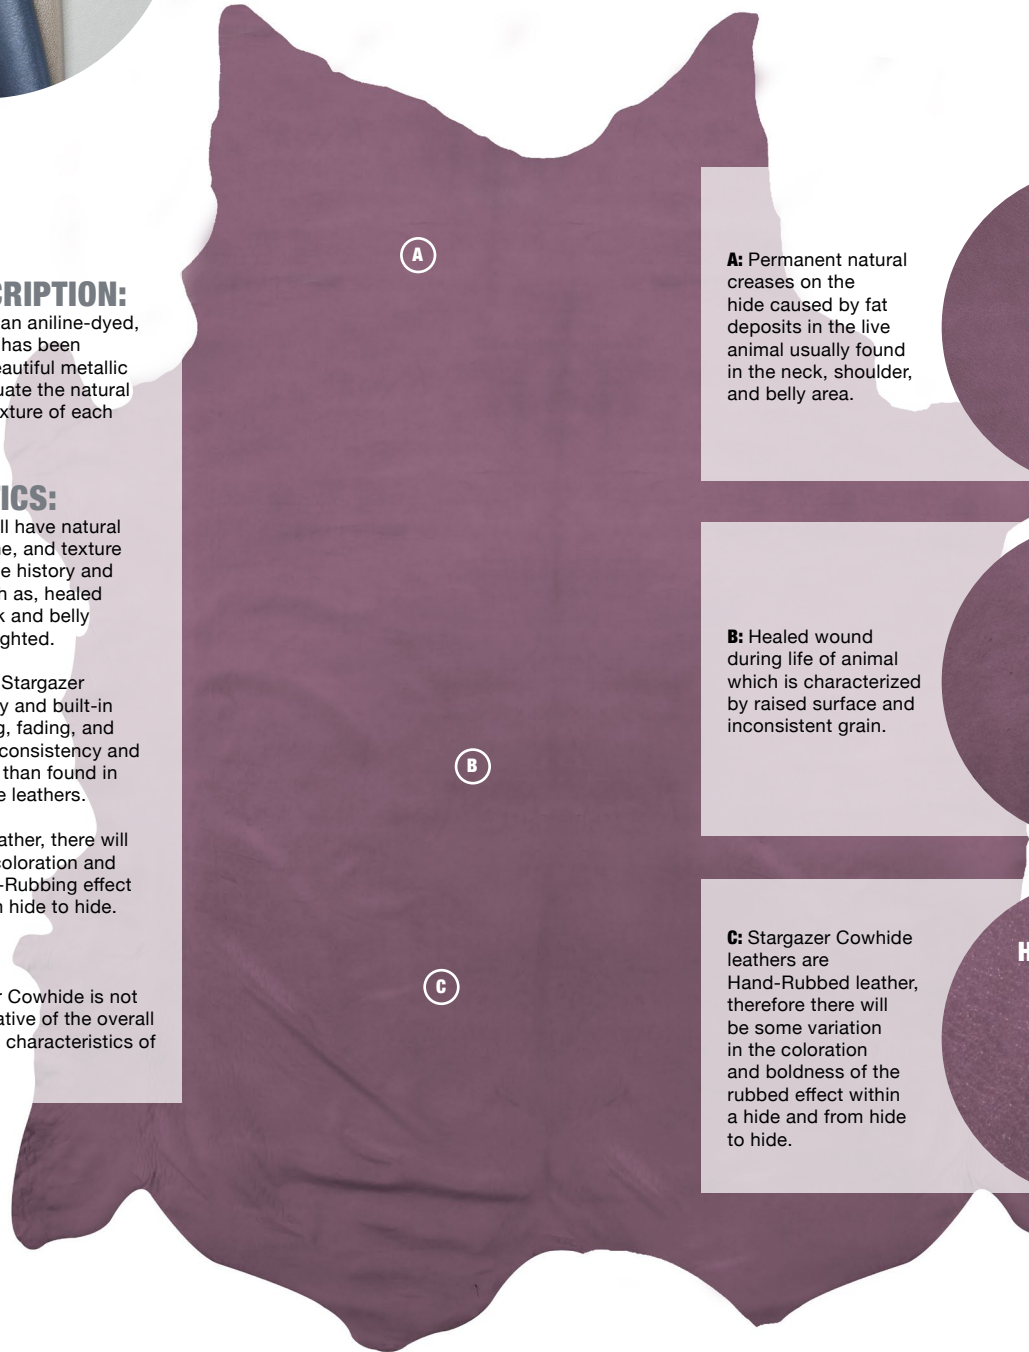 CRIPTION:
an aniline-dyed,
has been
eautiful metallic
uate the natural
xture of each
TICS:
ll have natural
e, and texture
e history and
h as, healed
k and belly
ghted.
Stargazer
y and built-in
g, fading, and
consistency and
than found in
e leathers.
ather, there will
coloration and
-Rubbing effect
n hide to hide.
r Cowhide is not
ative of the overall
characteristics of
A
B
C
A: Permanent natural
creases on the
hide caused by fat
deposits in the live
animal usually found
in the neck, shoulder,
and belly area.
B: Healed wound
during life of animal
which is characterized
by raised surface and
inconsistent grain.
C: Stargazer Cowhide
leathers are
Hand-Rubbed leather,
therefore there will
be some variation
in the coloration
and boldness of the
rubbed effect within
a hide and from hide
to hide.
H